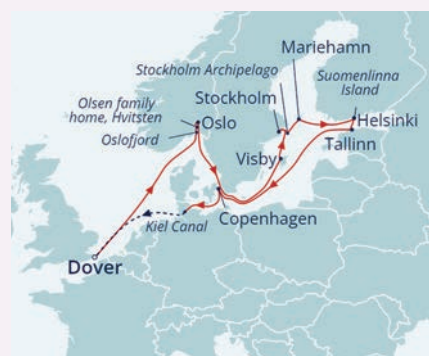 Mariehamn
Stockholm Archipelago
Suomenlinna
Island
Olsen family
home, Hvitsten
Stockholm
Oslo
Helsinki
Oslofjord
Visby
Tallinn
Copenhagen
Kiel Canal
Dover